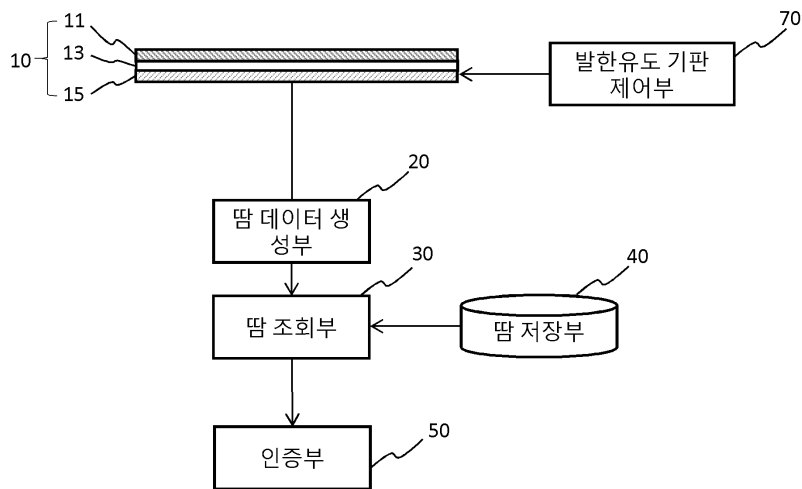 11
10
13
15
70
발한유도 기판
제어부
20
땀 데이터 생
성부
30
땀 조회부
40
땀 저장부
50
인증부